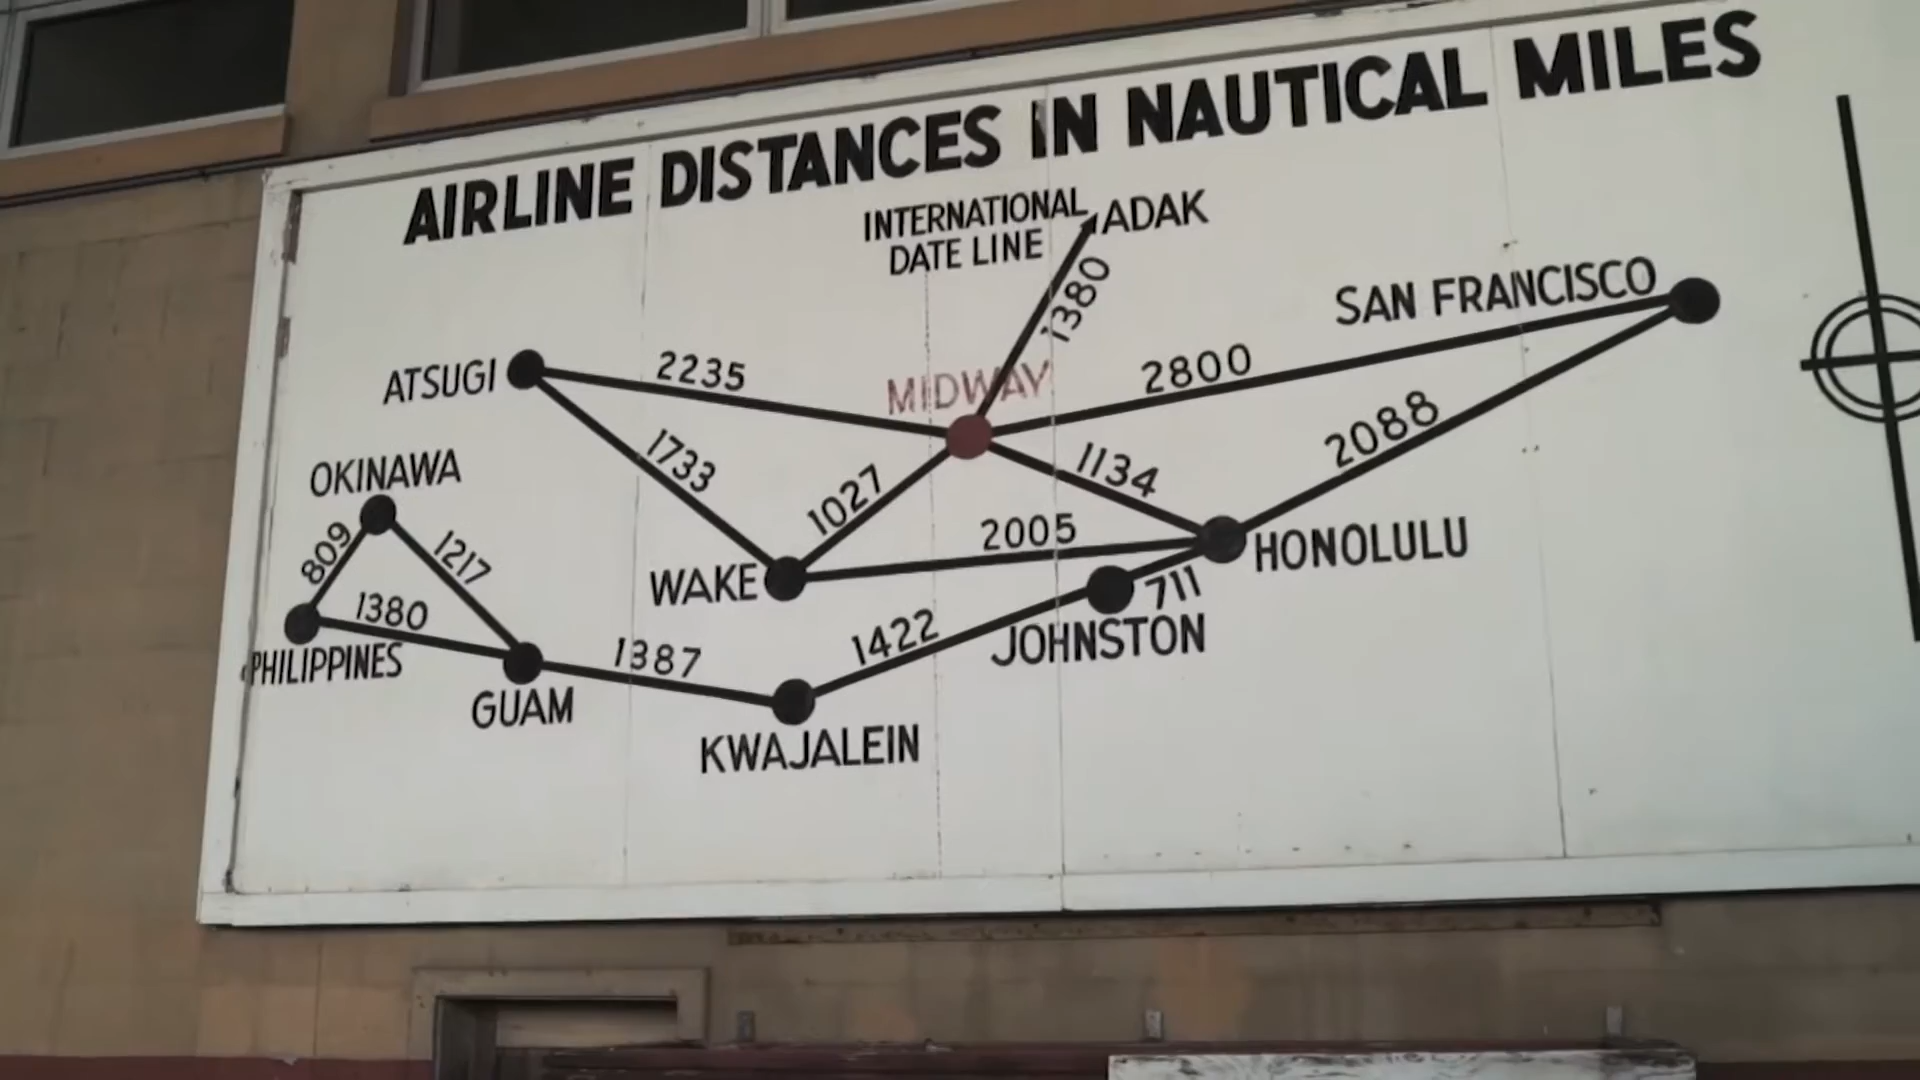 AIRLINE DISTANCES IN NAUTICAL MILES
INTERNATIONAL
DATE LINE
ADAK
1380
SAN FRANCISCO
ATSUGI
2235
MIDWAY
2800
2088
OKINAWA
1733
1027
1134
809
1217
2005
HONOLULU
WAKE
711
1380
PHILIPPINES
1387
1422
JOHNSTON
GUAM
KWAJALEIN